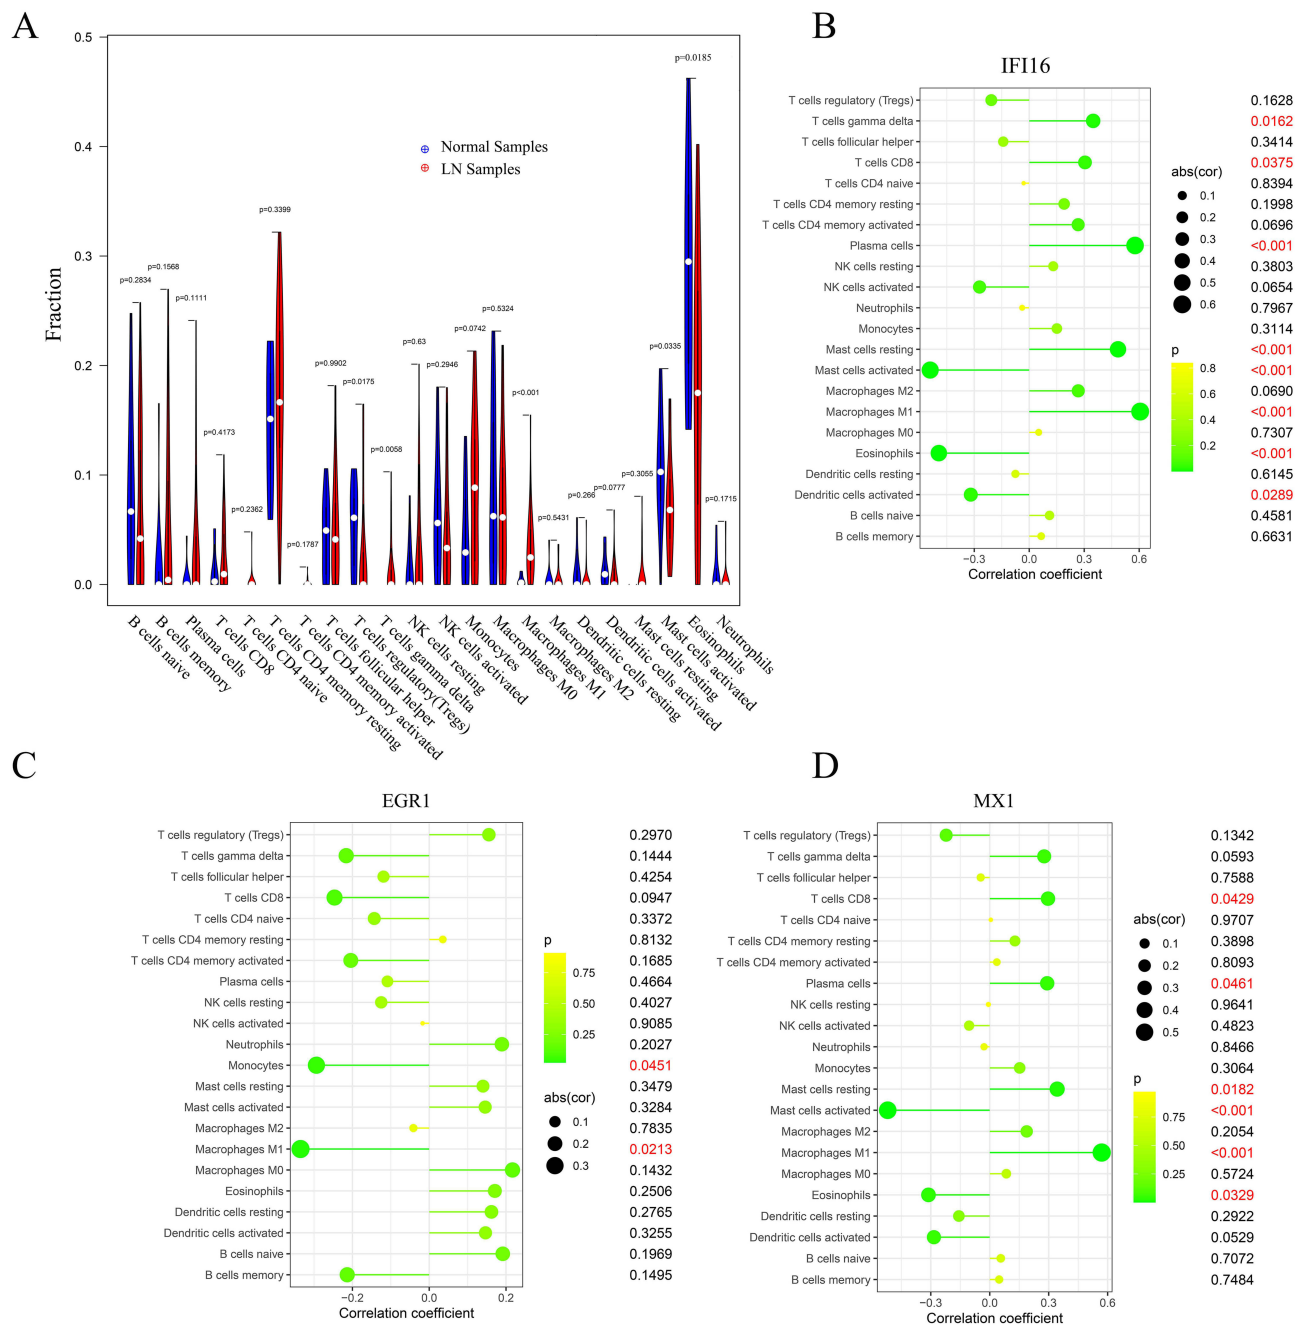 A
0.5
0.4
0.3
0.2
0.1
0.0
Fraction
Normal Samples
LN Samples
p=0.2834
p=0.1568
p=0.1111
p=0.4173
p=0.2362
p=0.3399
p=0.1787
p=0.9902
p=0.0175
p=0.0058
p=0.63
p=0.2946
p=0.0742
p=0.5324
p<0.001
p=0.5431
p=0.266
p=0.0777
p=0.3055
p=0.0335
p=0.0185
p=0.1715
B cells naive
B cells memory
Plasma cells
T cells CD8
T cells CD4 naive
T cells CD4 memory resting
T cells CD4 memory activated
T cells follicular helper
T cells regulatory(Tregs)
T cells gamma delta
NK cells resting
NK cells activated
Monocytes
Macrophages M0
Macrophages M1
Macrophages M2
Dendritic cells resting
Dendritic cells activated
Mast cells resting
Mast cells activated
Eosinophils
Neutrophils
B
IFI16
T cells regulatory (Tregs) 0.1628
T cells gamma delta 0.0162
T cells follicular helper 0.3414
T cells CD8 0.0375
T cells CD4 naive 0.8394
T cells CD4 memory resting 0.1998
T cells CD4 memory activated 0.0696
Plasma cells <0.001
NK cells resting 0.3803
NK cells activated 0.0654
Neutrophils 0.7967
Monocytes 0.3114
Mast cells resting <0.001
Mast cells activated <0.001
Macrophages M2 0.0690
Macrophages M1 <0.001
Macrophages M0 0.7307
Eosinophils <0.001
Dendritic cells resting 0.6145
Dendritic cells activated 0.0289
B cells naive 0.4581
B cells memory 0.6631
−0.3 0.0 0.3 0.6
Correlation coefficient
abs(cor)
0.1
0.2
0.3
0.4
0.5
0.6
p
0.8
0.6
0.4
0.2
C
EGR1
T cells regulatory (Tregs) 0.2970
T cells gamma delta 0.1444
T cells follicular helper 0.4254
T cells CD8 0.0947
T cells CD4 naive 0.3372
T cells CD4 memory resting 0.8132
T cells CD4 memory activated 0.1685
Plasma cells 0.4664
NK cells resting 0.4027
NK cells activated 0.9085
Neutrophils 0.2027
Monocytes 0.0451
Mast cells resting 0.3479
Mast cells activated 0.3284
Macrophages M2 0.7835
Macrophages M1 0.0213
Macrophages M0 0.1432
Eosinophils 0.2506
Dendritic cells resting 0.2765
Dendritic cells activated 0.3255
B cells naive 0.1969
B cells memory 0.1495
−0.2 0.0 0.2
Correlation coefficient
p
0.75
0.50
0.25
abs(cor)
0.1
0.2
0.3
D
MX1
T cells regulatory (Tregs) 0.1342
T cells gamma delta 0.0593
T cells follicular helper 0.7588
T cells CD8 0.0429
T cells CD4 naive 0.9707
T cells CD4 memory resting 0.3898
T cells CD4 memory activated 0.8093
Plasma cells 0.0461
NK cells resting 0.9641
NK cells activated 0.4823
Neutrophils 0.8466
Monocytes 0.3064
Mast cells resting 0.0182
Mast cells activated <0.001
Macrophages M2 0.2054
Macrophages M1 <0.001
Macrophages M0 0.5724
Eosinophils 0.0329
Dendritic cells resting 0.2922
Dendritic cells activated 0.0529
B cells naive 0.7072
B cells memory 0.7484
−0.3 0.0 0.3 0.6
Correlation coefficient
abs(cor)
0.1
0.2
0.3
0.4
0.5
p
0.75
0.50
0.25